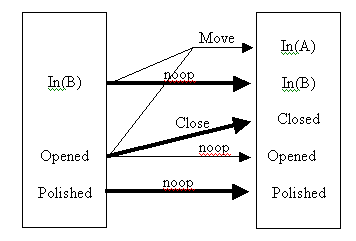 Move
In(A)
In(B)
noop
In(B)
Close
Closed
Opened
noop
Opened
Polished
noop
Polished